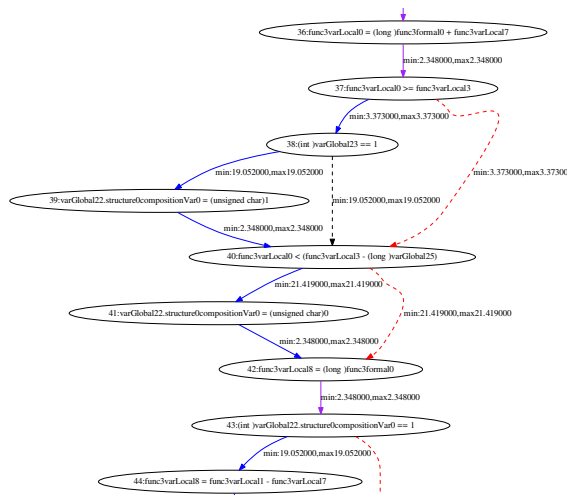 36:func3varLocal0 = (long )func3formal0 + func3varLocal7
min:2.348000,max2.348000
37:func3varLocal0 >= func3varLocal3
min:3.373000,max3.373000
38:(int )varGlobal23 == 1
min:19.052000,max19.052000
min:3.373000,max3.373000
39:varGlobal22.structure0compositionVar0 = (unsigned char)1
min:19.052000,max19.052000
min:2.348000,max2.348000
40:func3varLocal0 < (func3varLocal3 - (long )varGlobal25)
min:21.419000,max21.419000
41:varGlobal22.structure0compositionVar0 = (unsigned char)0
min:21.419000,max21.419000
min:2.348000,max2.348000
42:func3varLocal8 = (long )func3formal0
min:2.348000,max2.348000
43:(int )varGlobal22.structure0compositionVar0 == 1
min:19.052000,max19.052000
44:func3varLocal8 = func3varLocal1 - func3varLocal7